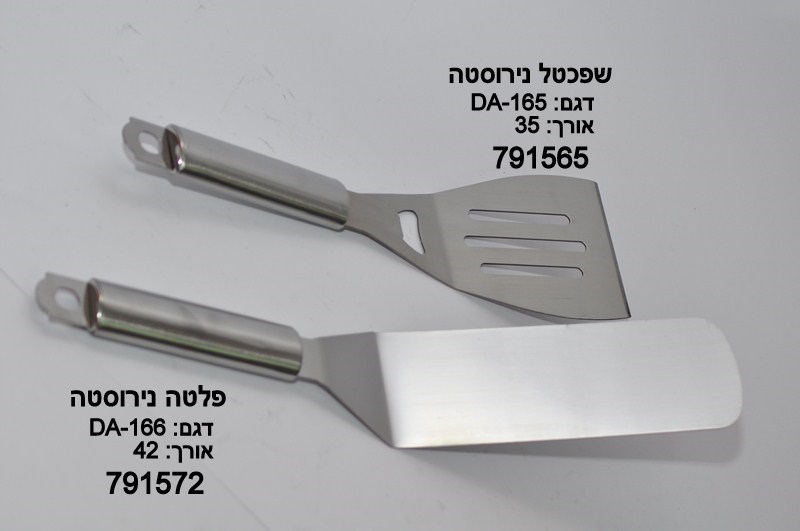 שפכטל נירוסטה
דגם: DA-165
אורך: 35
791565
פלטה נירוסטה
דגם: DA-166
אורך: 42
791572